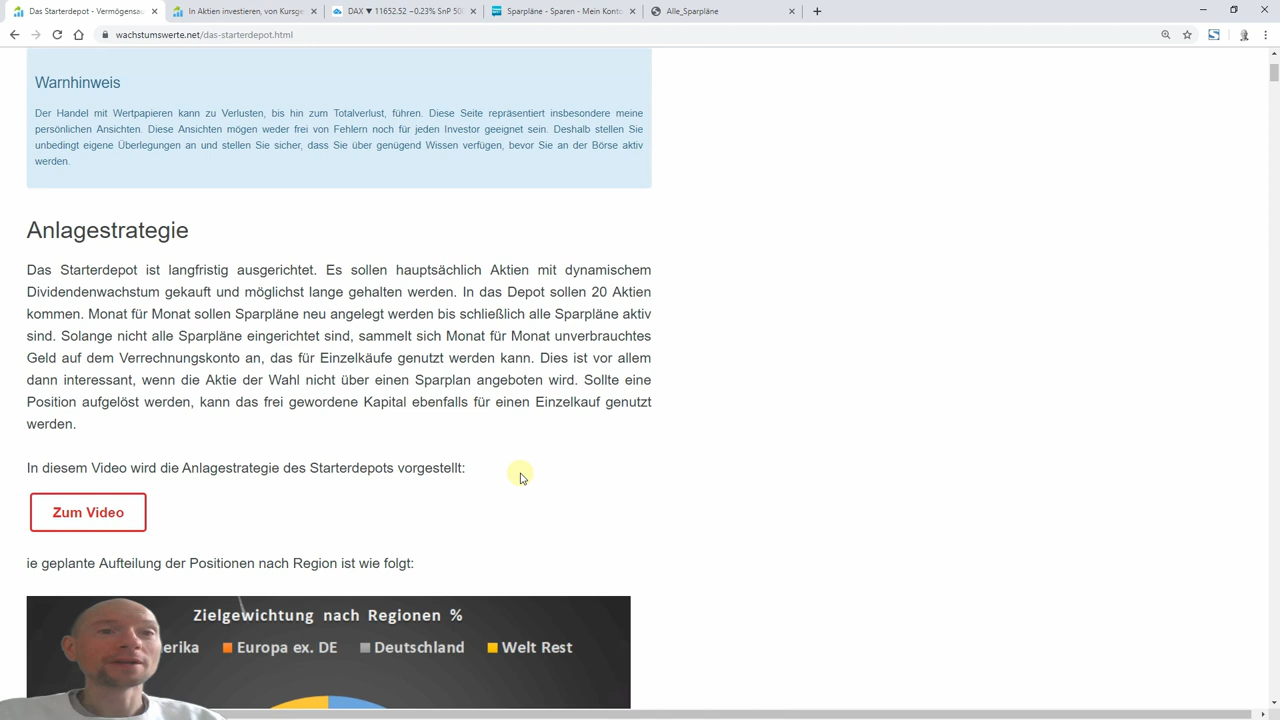 Das Starterdepot - Vermögensau
In Aktien investieren, von Kursge
DAX ▼ 11652.52 −0.23% SnP 500
Sparpläne - Sparen - Mein Konto
Alle_Sparpläne
wachstumswerte.net/das-starterdepot.html
Warnhinweis
Der Handel mit Wertpapieren kann zu Verlusten, bis hin zum Totalverlust, führen. Diese Seite repräsentiert insbesondere meine
persönlichen Ansichten. Diese Ansichten mögen weder frei von Fehlern noch für jeden Investor geeignet sein. Deshalb stellen Sie
unbedingt eigene Überlegungen an und stellen Sie sicher, dass Sie über genügend Wissen verfügen, bevor Sie an der Börse aktiv
werden.
Anlagestrategie
Das Starterdepot ist langfristig ausgerichtet. Es sollen hauptsächlich Aktien mit dynamischem
Dividendenwachstum gekauft und möglichst lange gehalten werden. In das Depot sollen 20 Aktien
kommen. Monat für Monat sollen Sparpläne neu angelegt werden bis schließlich alle Sparpläne aktiv
sind. Solange nicht alle Sparpläne eingerichtet sind, sammelt sich Monat für Monat unverbrauchtes
Geld auf dem Verrechnungskonto an, das für Einzelkäufe genutzt werden kann. Dies ist vor allem
dann interessant, wenn die Aktie der Wahl nicht über einen Sparplan angeboten wird. Sollte eine
Position aufgelöst werden, kann das frei gewordene Kapital ebenfalls für einen Einzelkauf genutzt
werden.
In diesem Video wird die Anlagestrategie des Starterdepots vorgestellt:
Zum Video
ie geplante Aufteilung der Positionen nach Region ist wie folgt:
Zielgewichtung nach Regionen %
erika Europa ex. DE Deutschland Welt Rest